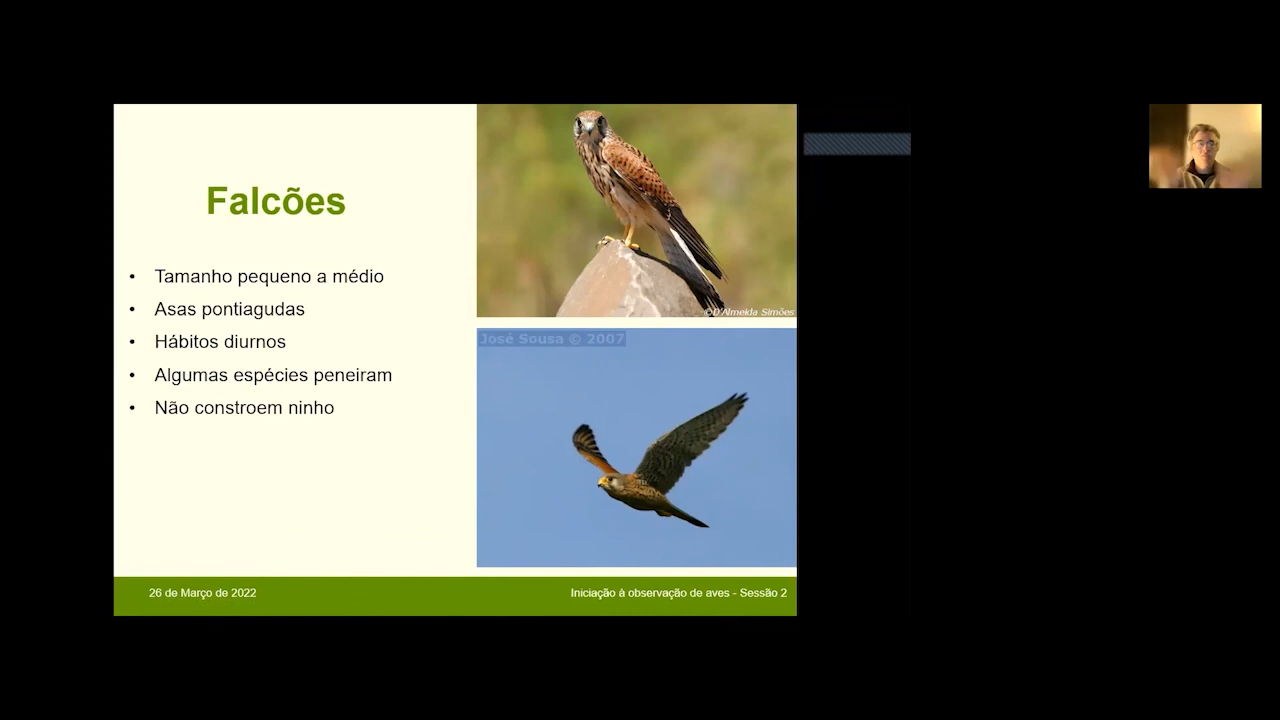 Falcões
• Tamanho pequeno a médio
• Asas pontiagudas
• Hábitos diurnos
• Algumas espécies peneiram
• Não constroem ninho
©D'Almeida Simões
José Sousa © 2007
26 de Março de 2022
Iniciação à observação de aves - Sessão 2